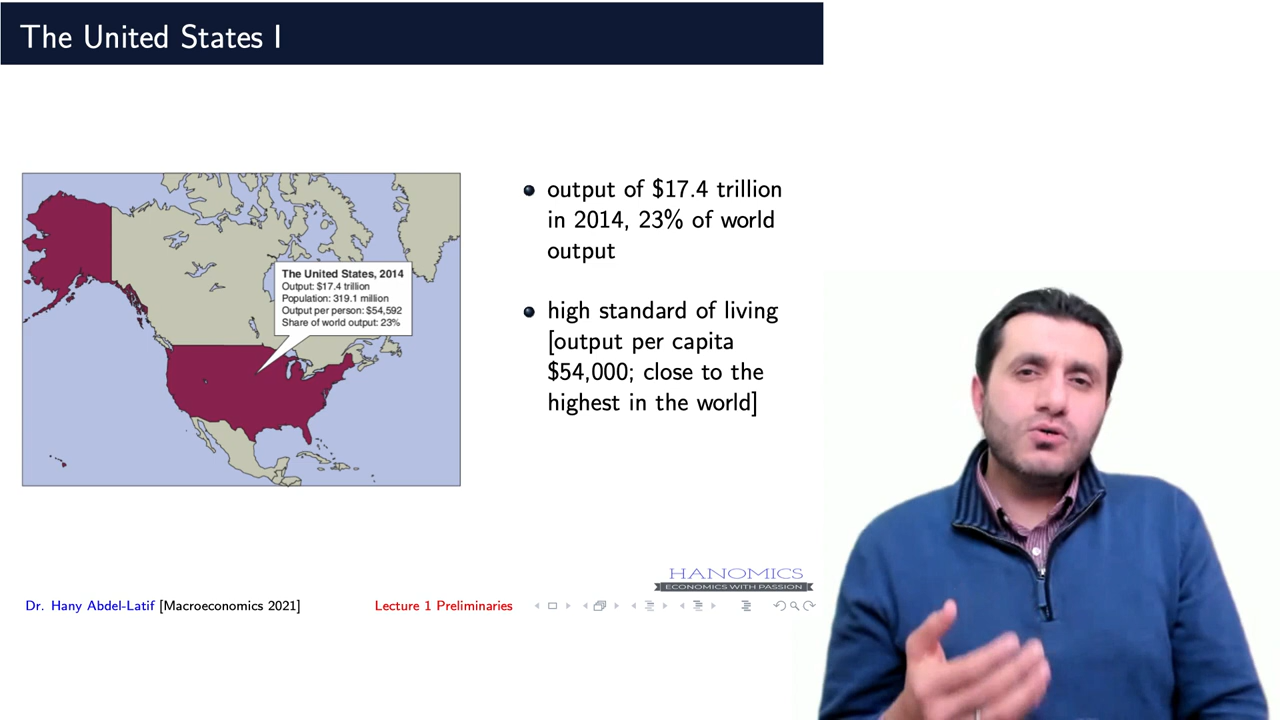 The United States I
The United States, 2014
Output: $17.4 trillion
Population: 319.1 million
Output per person: $54,592
Share of world output: 23%
output of $17.4 trillion
in 2014, 23% of world
output
high standard of living
[output per capita
$54,000; close to the
highest in the world]
HANOMICS
ECONOMICS WITH PASSION
Dr. Hany Abdel-Latif [Macroeconomics 2021]
Lecture 1 Preliminaries